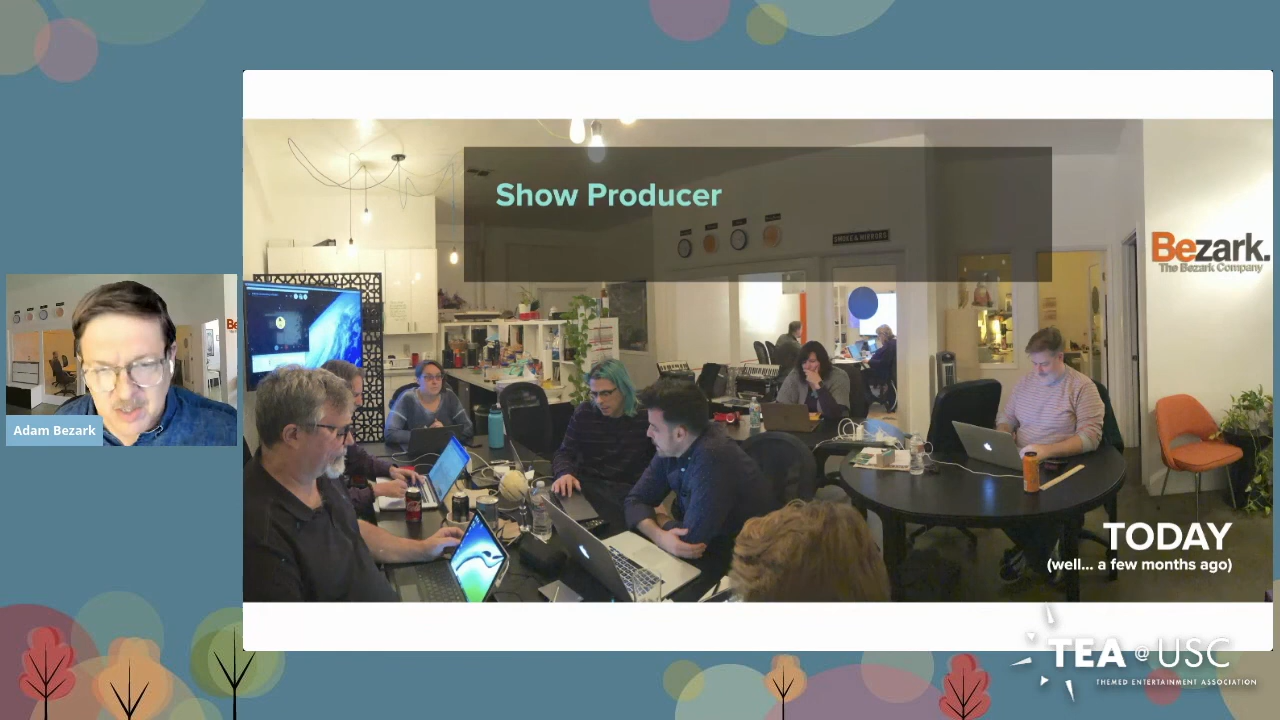 Show Producer
SMOKE & MIRRORS
Bezark.
The Bezark Company
Be
Adam Bezark
TODAY
(well... a few months ago)
TEA @ USC
THEMED ENTERTAINMENT ASSOCIATION